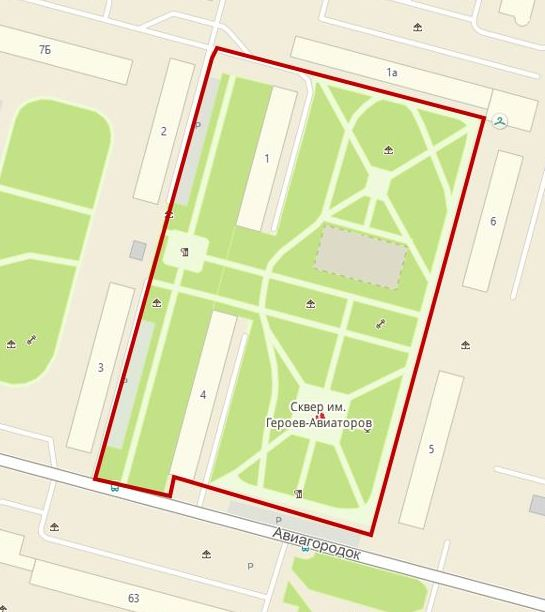 7Б
1а
2
Р
1
6
3
Р
4
Сквер им.
Героев-Авиаторов
5
Р
Авиагородок
Р
63